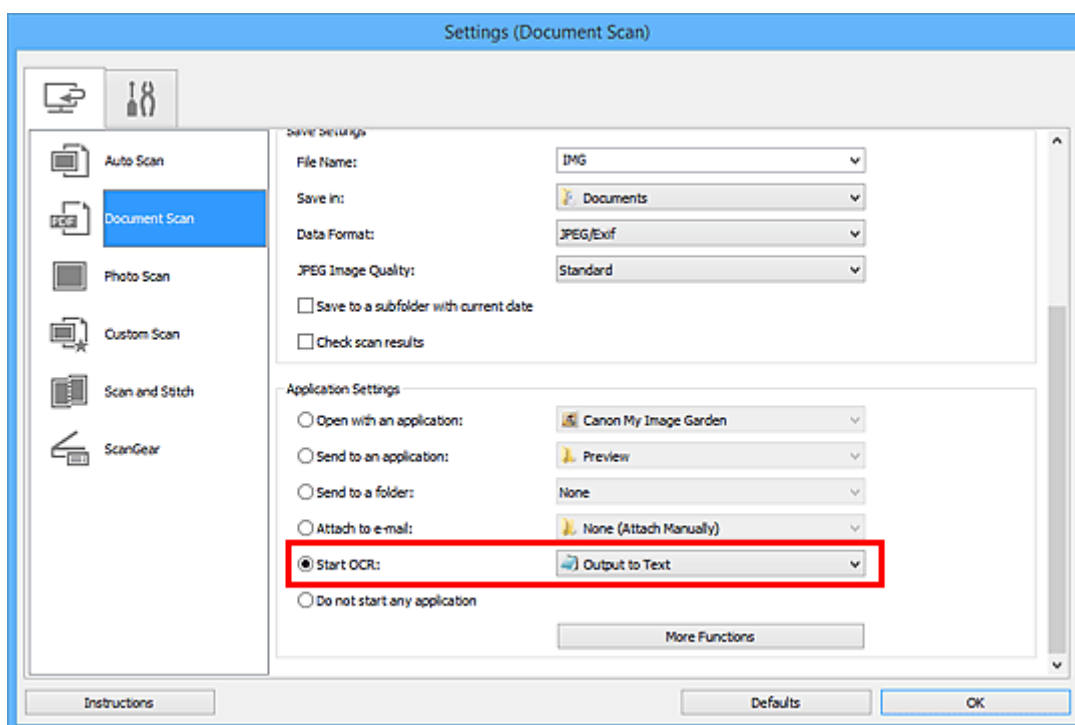 Settings (Document Scan)
Save Settings
Auto Scan
File Name: IMG
Save in: Documents
Document Scan
PDF
Data Format: JPEG/Exif
Photo Scan
JPEG Image Quality: Standard
Save to a subfolder with current date
Custom Scan
Check scan results
Scan and Stitch
Application Settings
Open with an application: Canon My Image Garden
ScanGear
Send to an application: Preview
Send to a folder: None
Attach to e-mail: None (Attach Manually)
Start OCR: Output to Text
Do not start any application
More Functions
Instructions Defaults OK